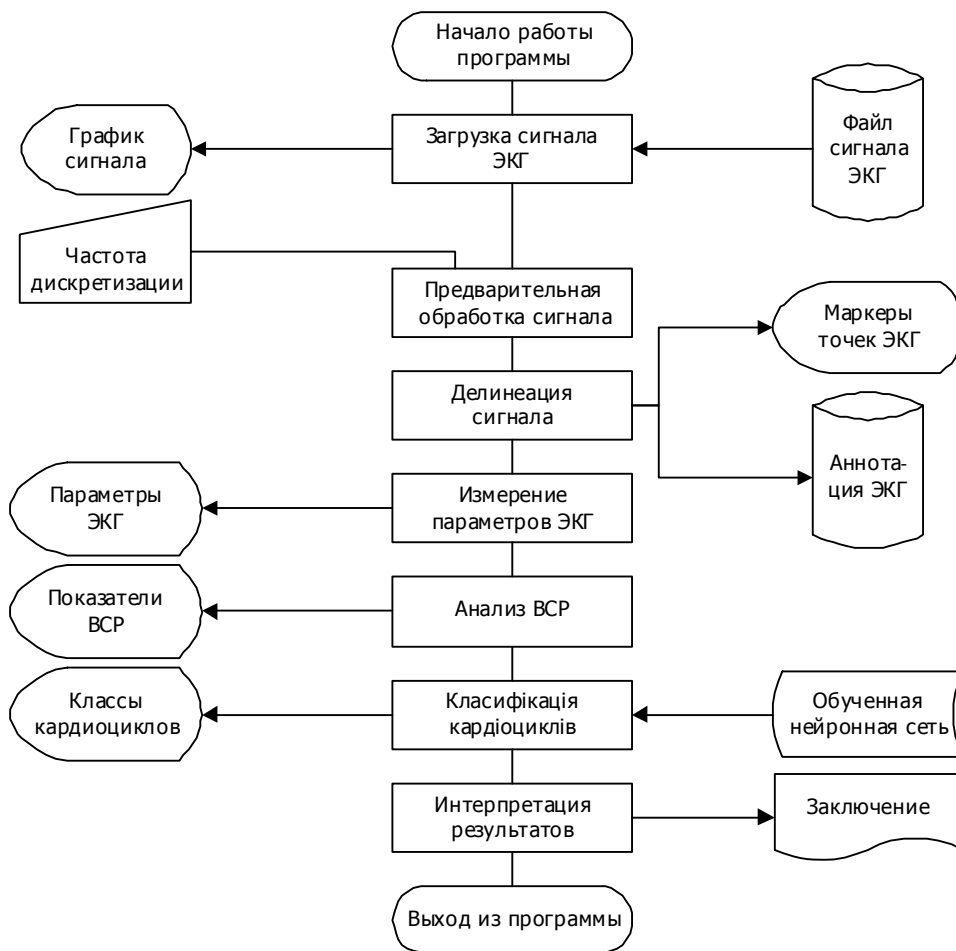 Начало работы
программы
График
сигнала
Загрузка сигнала
ЭКГ
Файл
сигнала
ЭКГ
Частота
дискретизации
Предварительная
обработка сигнала
Маркеры
точек ЭКГ
Делинеация
сигнала
Аннота-
ция ЭКГ
Параметры
ЭКГ
Измерение
параметров ЭКГ
Показатели
ВСР
Анализ ВСР
Классы
кардиоциклов
Класифікація
кардіоциклів
Обученная
нейронная сеть
Интерпретация
результатов
Заключение
Выход из программы